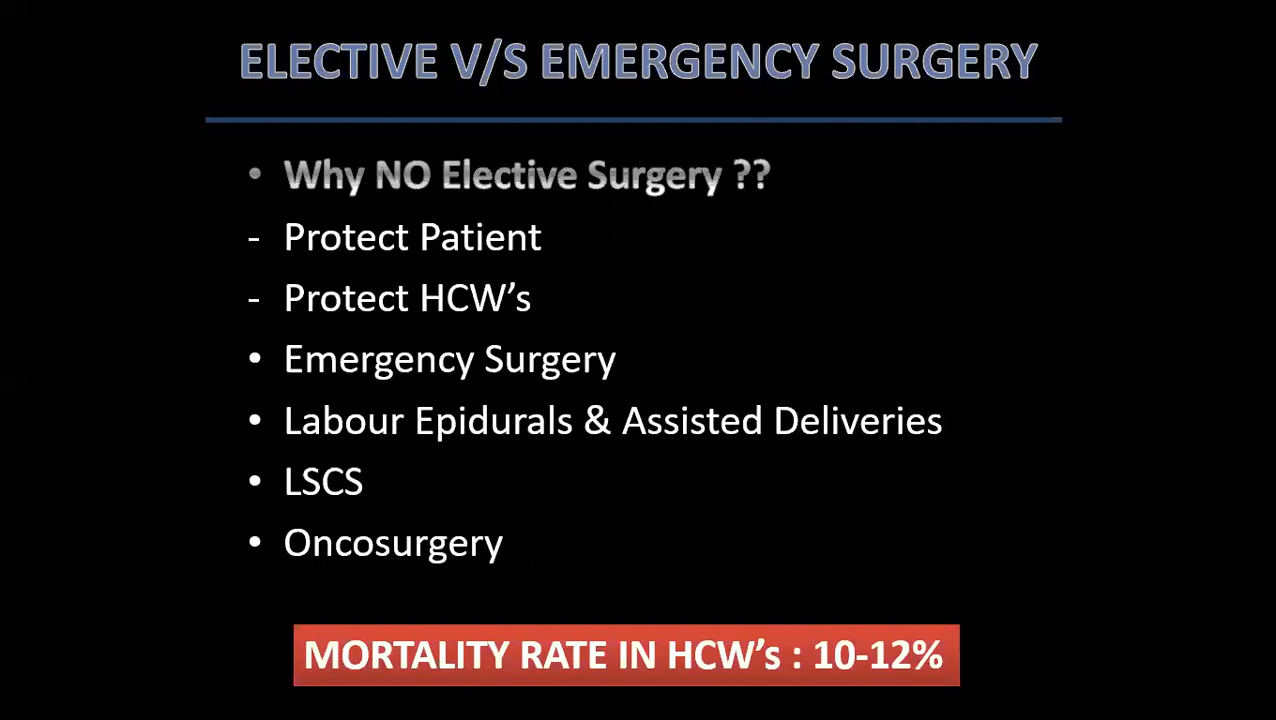 ELECTIVE V/S EMERGENCY SURGERY
• Why NO Elective Surgery ??
- Protect Patient
- Protect HCW’s
• Emergency Surgery
• Labour Epidurals & Assisted Deliveries
• LSCS
• Oncosurgery
MORTALITY RATE IN HCW’s : 10-12%